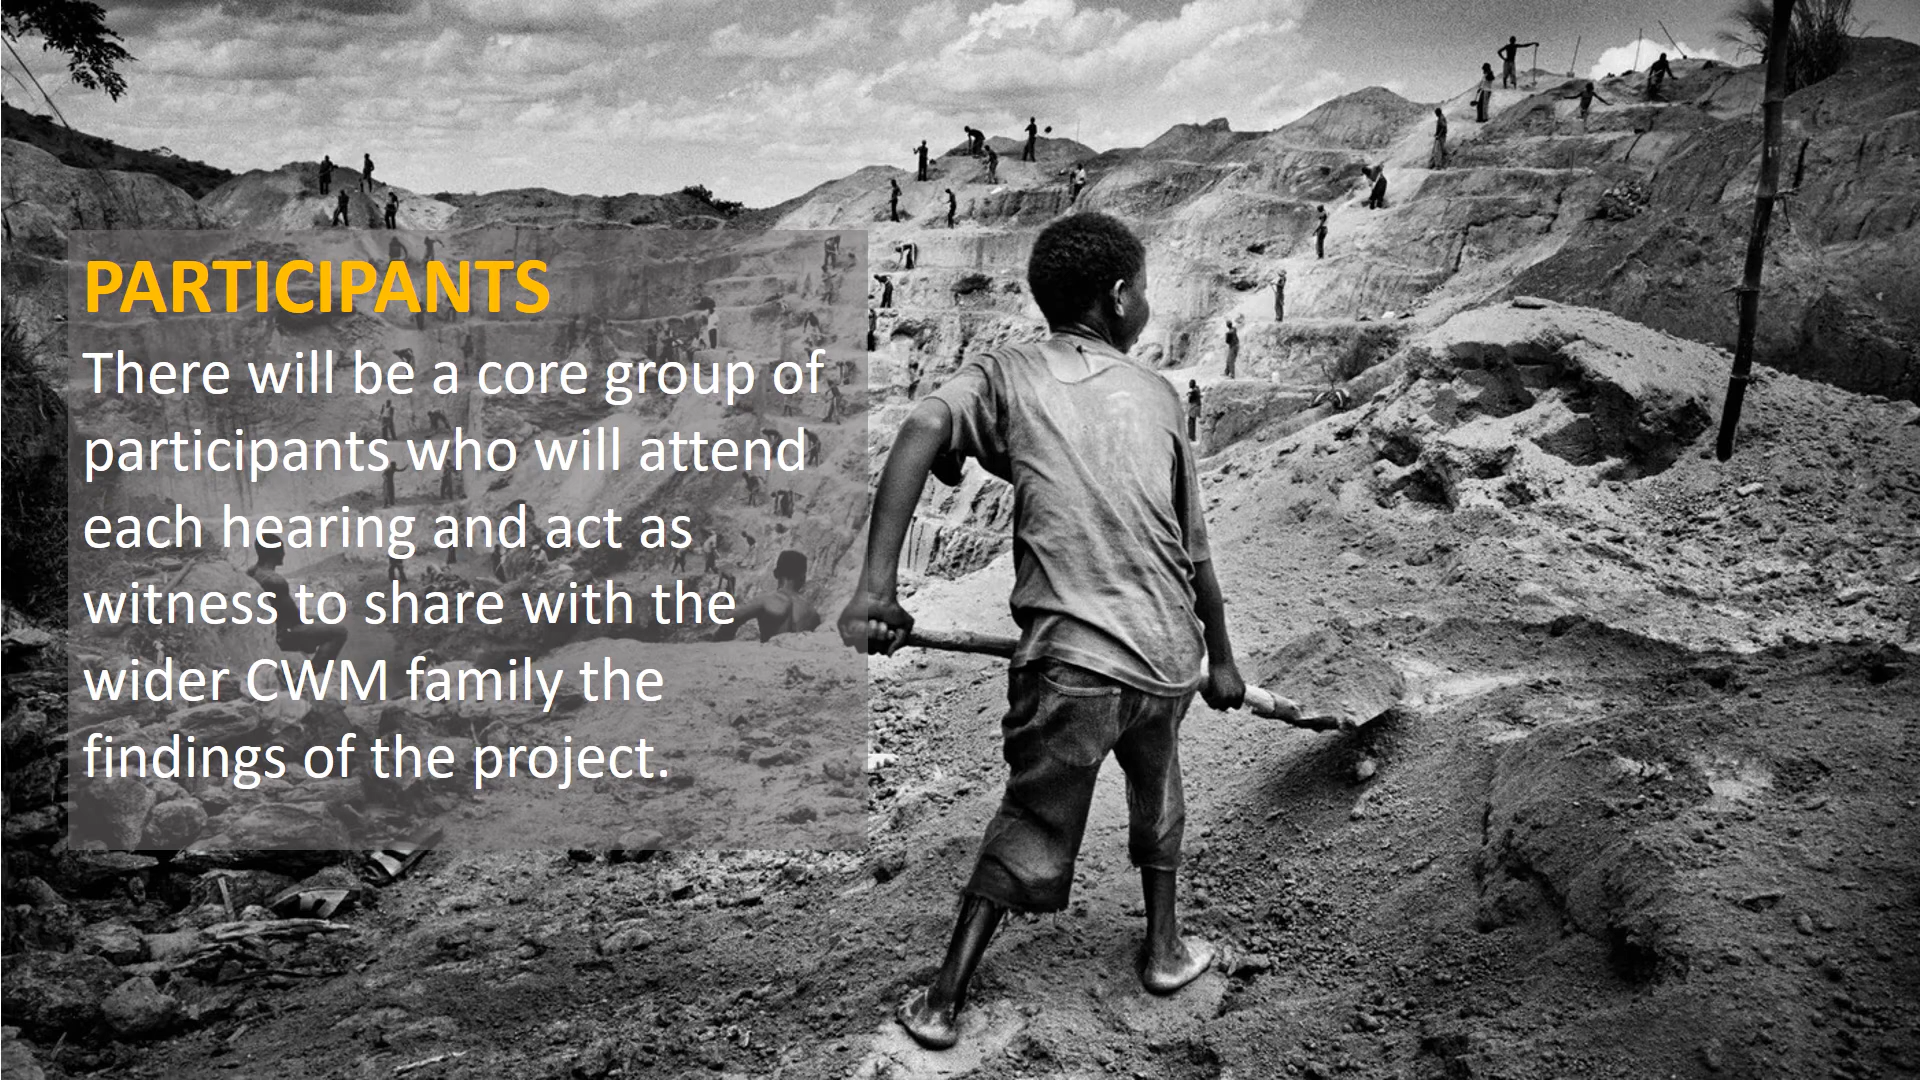 PARTICIPANTS
There will be a core group of
participants who will attend
each hearing and act as
witness to share with the
wider CWM family the
findings of the project.